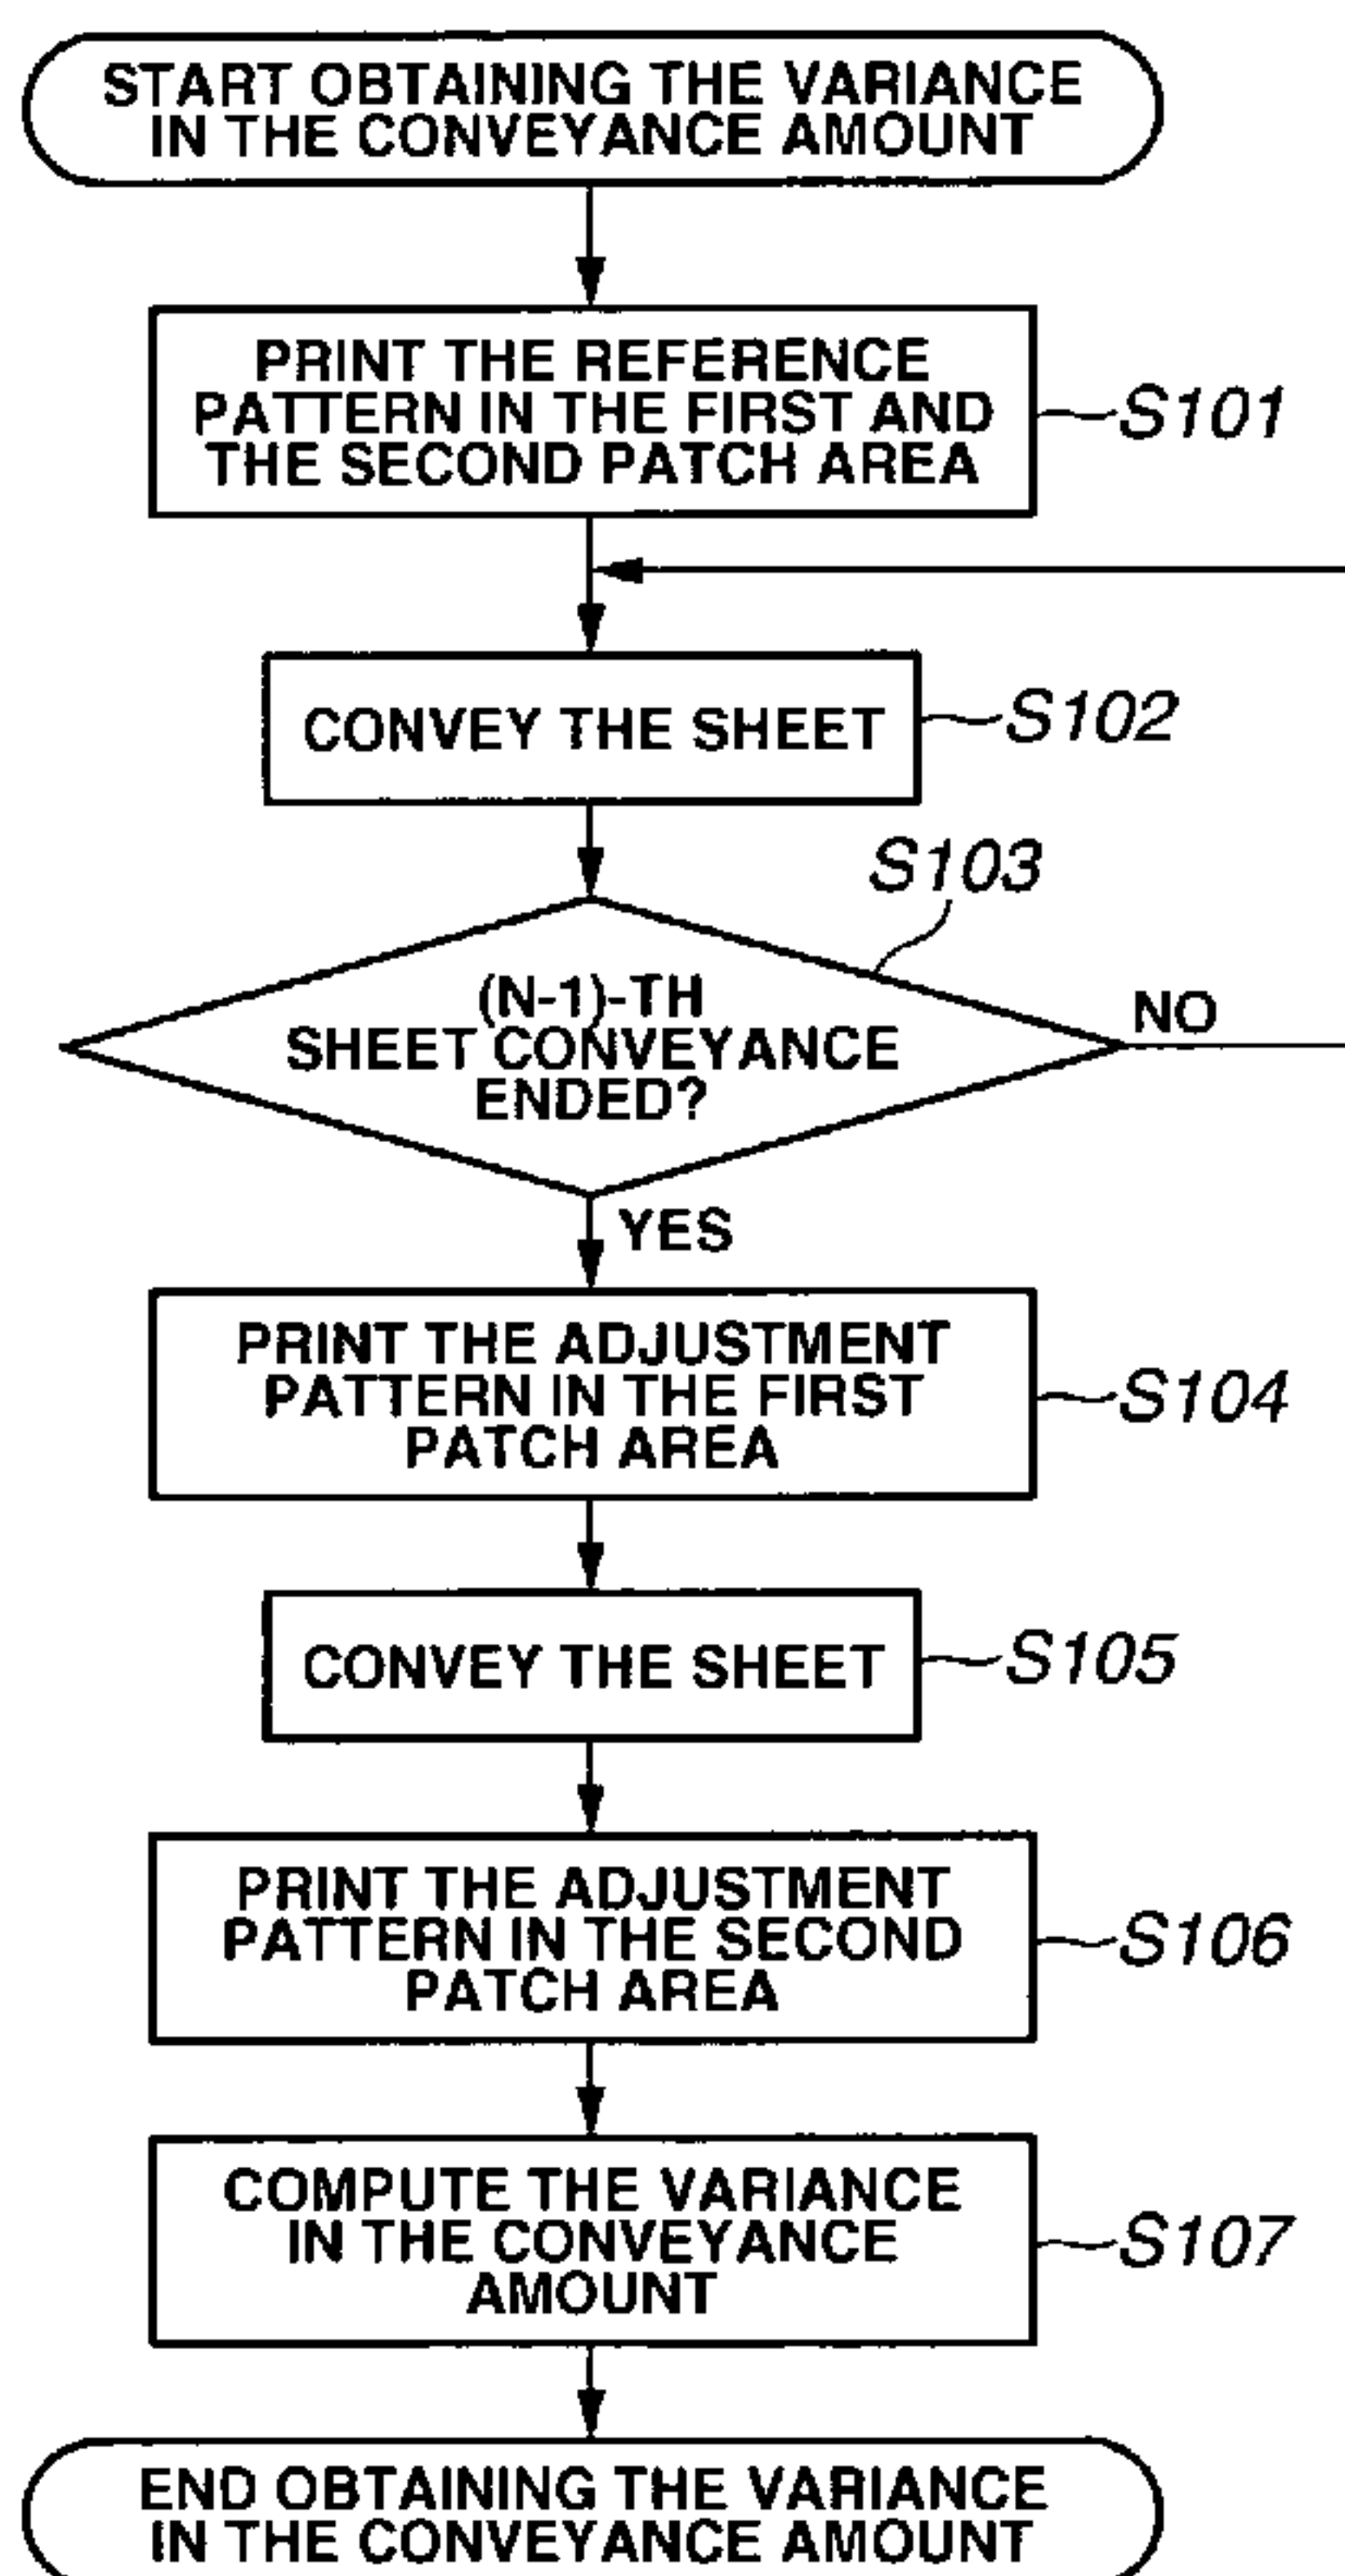 START OBTAINING THE VARIANCE
IN THE CONVEYANCE AMOUNT
PRINT THE REFERENCE
PATTERN IN THE FIRST AND
THE SECOND PATCH AREA
S101
CONVEY THE SHEET
S102
S103
(N-1)-TH
SHEET CONVEYANCE
ENDED?
NO
YES
PRINT THE ADJUSTMENT
PATTERN IN THE FIRST
PATCH AREA
S104
CONVEY THE SHEET
S105
PRINT THE ADJUSTMENT
PATTERN IN THE SECOND
PATCH AREA
S106
COMPUTE THE VARIANCE
IN THE CONVEYANCE
AMOUNT
S107
END OBTAINING THE VARIANCE
IN THE CONVEYANCE AMOUNT